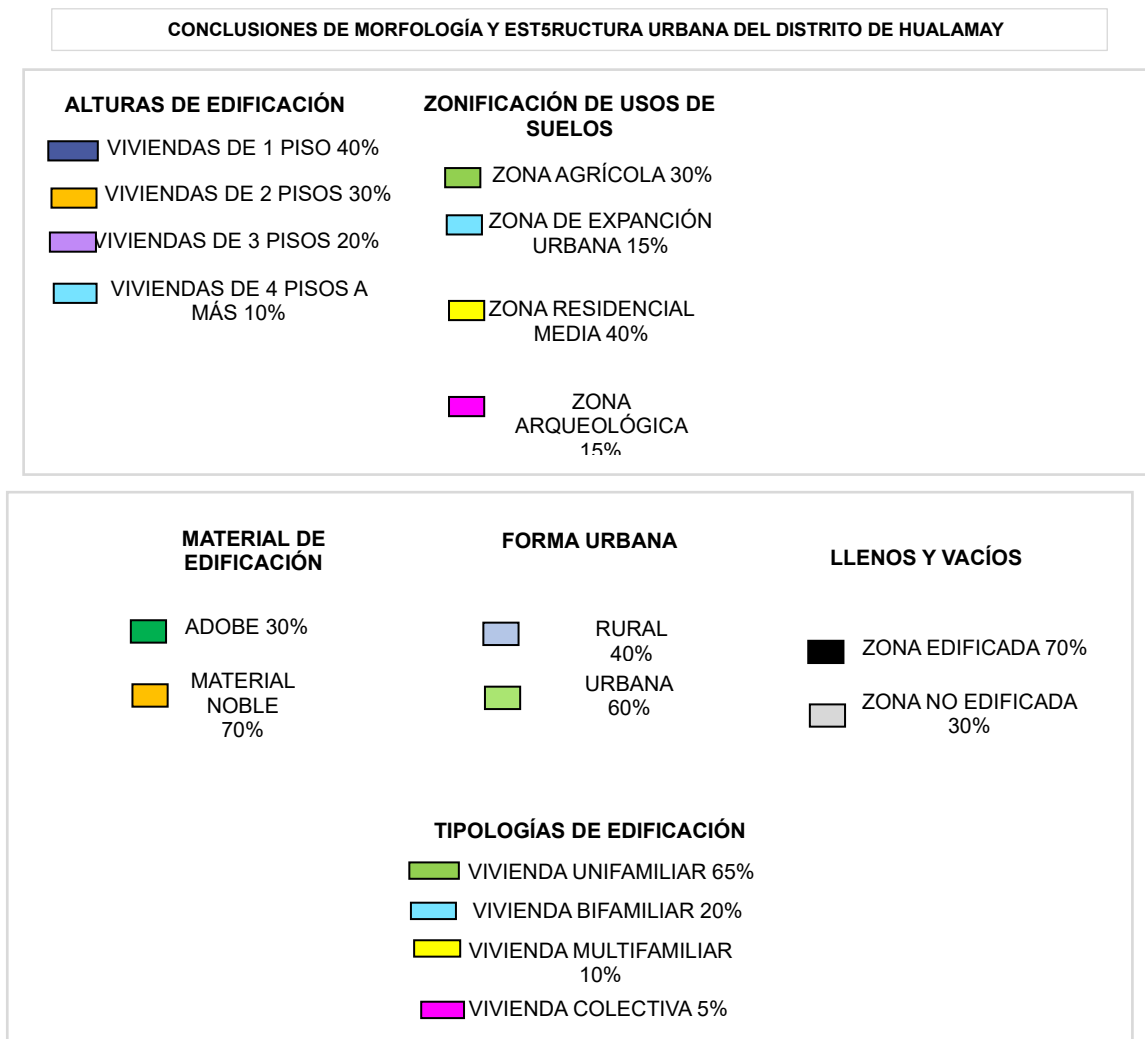 CONCLUSIONES DE MORFOLOGÍA Y EST5RUCTURA URBANA DEL DISTRITO DE HUALAMAY
ALTURAS DE EDIFICACIÓN
VIVIENDAS DE 1 PISO 40%
VIVIENDAS DE 2 PISOS 30%
VIVIENDAS DE 3 PISOS 20%
VIVIENDAS DE 4 PISOS A
MÁS 10%
ZONIFICACIÓN DE USOS DE
SUELOS
ZONA AGRÍCOLA 30%
ZONA DE EXPANCIÓN
URBANA 15%
ZONA RESIDENCIAL
MEDIA 40%
ZONA
ARQUEOLÓGICA
15%
MATERIAL DE
EDIFICACIÓN
ADOBE 30%
MATERIAL
NOBLE
70%
FORMA URBANA
RURAL
40%
URBANA
60%
LLENOS Y VACÍOS
ZONA EDIFICADA 70%
ZONA NO EDIFICADA
30%
TIPOLOGÍAS DE EDIFICACIÓN
VIVIENDA UNIFAMILIAR 65%
VIVIENDA BIFAMILIAR 20%
VIVIENDA MULTIFAMILIAR
10%
VIVIENDA COLECTIVA 5%